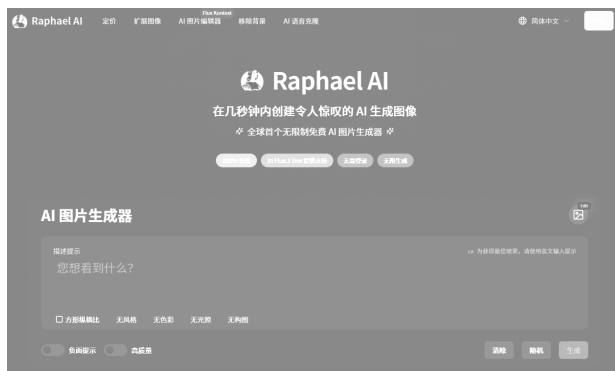 Raphael AI 定价 扩展图像 AI 图片编辑器 Flux Kontext 移除背景 AI 语音克隆 简体中文
Raphael AI
在几秒钟内创建令人惊叹的 AI 生成图像
全球首个无限制免费 AI 图片生成器
无需登录 无限生成
AI 图片生成器
描述提示
为获得最佳效果，请使用英文输入提示
您想看到什么？
方形纵横比 无风格 无色彩 无光照 无构图
负面提示 高质量 清除 随机 生成